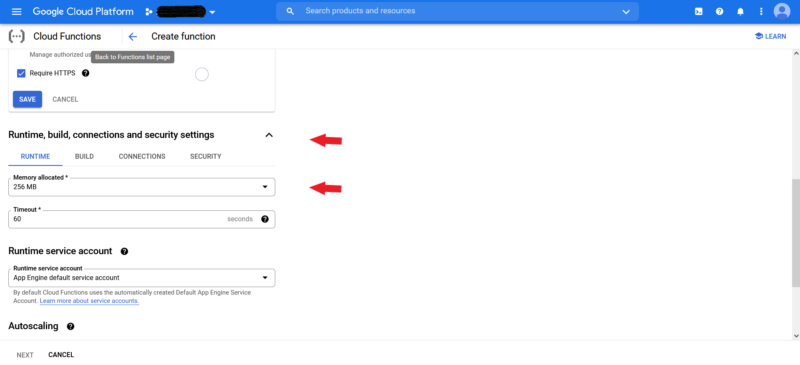 Google Cloud Platform
Search products and resources
Cloud Functions
Create function
LEARN
Manage authorized us
Back to Functions list page
Require HTTPS
SAVE CANCEL
Runtime, build, connections and security settings
RUNTIME BUILD CONNECTIONS SECURITY
Memory allocated *
256 MB
Timeout *
60 seconds
Runtime service account
Runtime service account
App Engine default service account
By default Cloud Functions uses the automatically created Default App Engine Service
Account. Learn more about service accounts.
Autoscaling
NEXT CANCEL